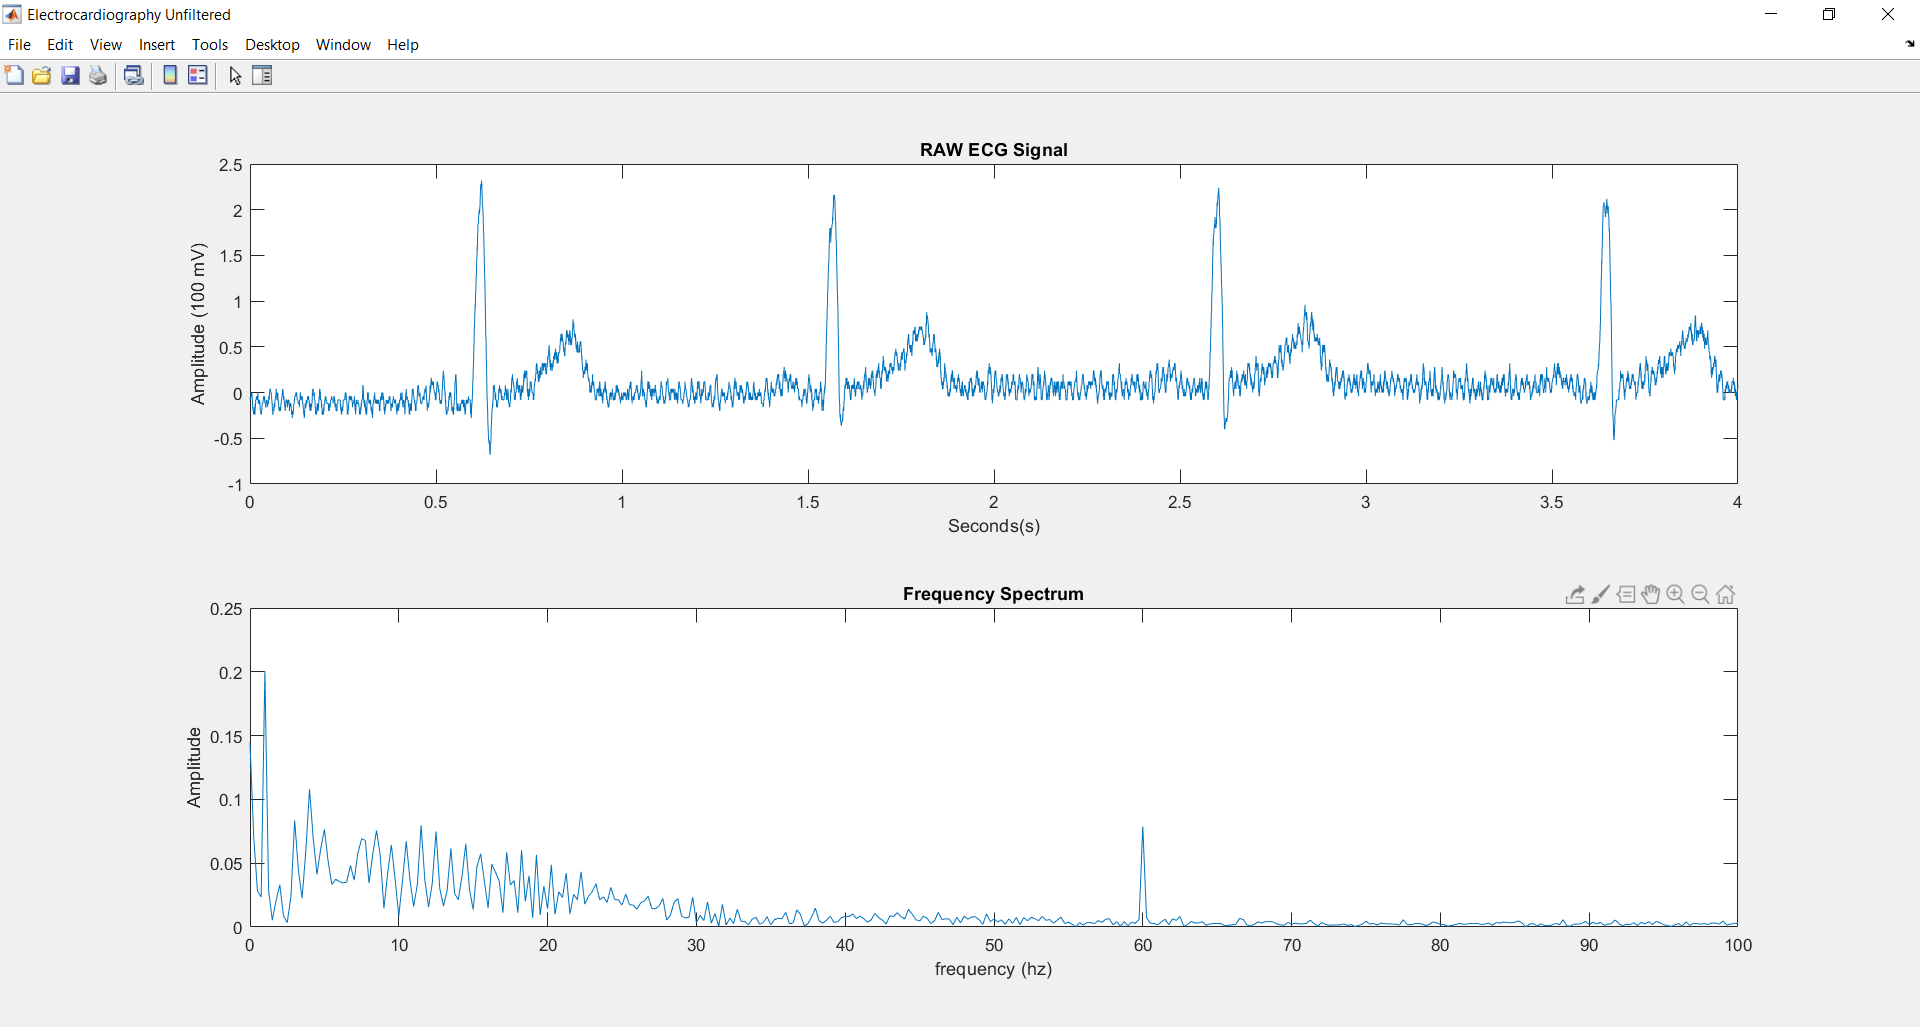 Electrocardiography Unfiltered
File Edit View Insert Tools Desktop Window Help
RAW ECG Signal
Amplitude (100 mV)
2.5
2
1.5
1
0.5
0
-0.5
-1
0 0.5 1 1.5 2 2.5 3 3.5 4
Seconds(s)
Frequency Spectrum
Amplitude
0.25
0.2
0.15
0.1
0.05
0
0 10 20 30 40 50 60 70 80 90 100
frequency (hz)